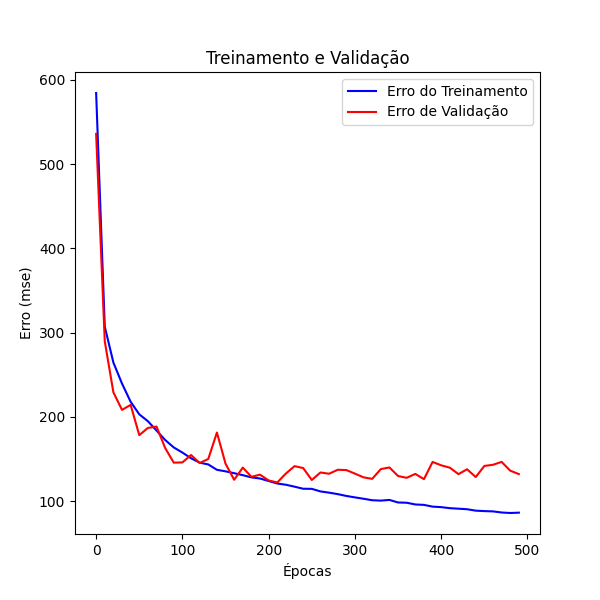 Treinamento e Validação
Erro do Treinamento
Erro de Validação
600
500
400
300
200
100
Erro (mse)
0
100
200
300
400
500
Épocas